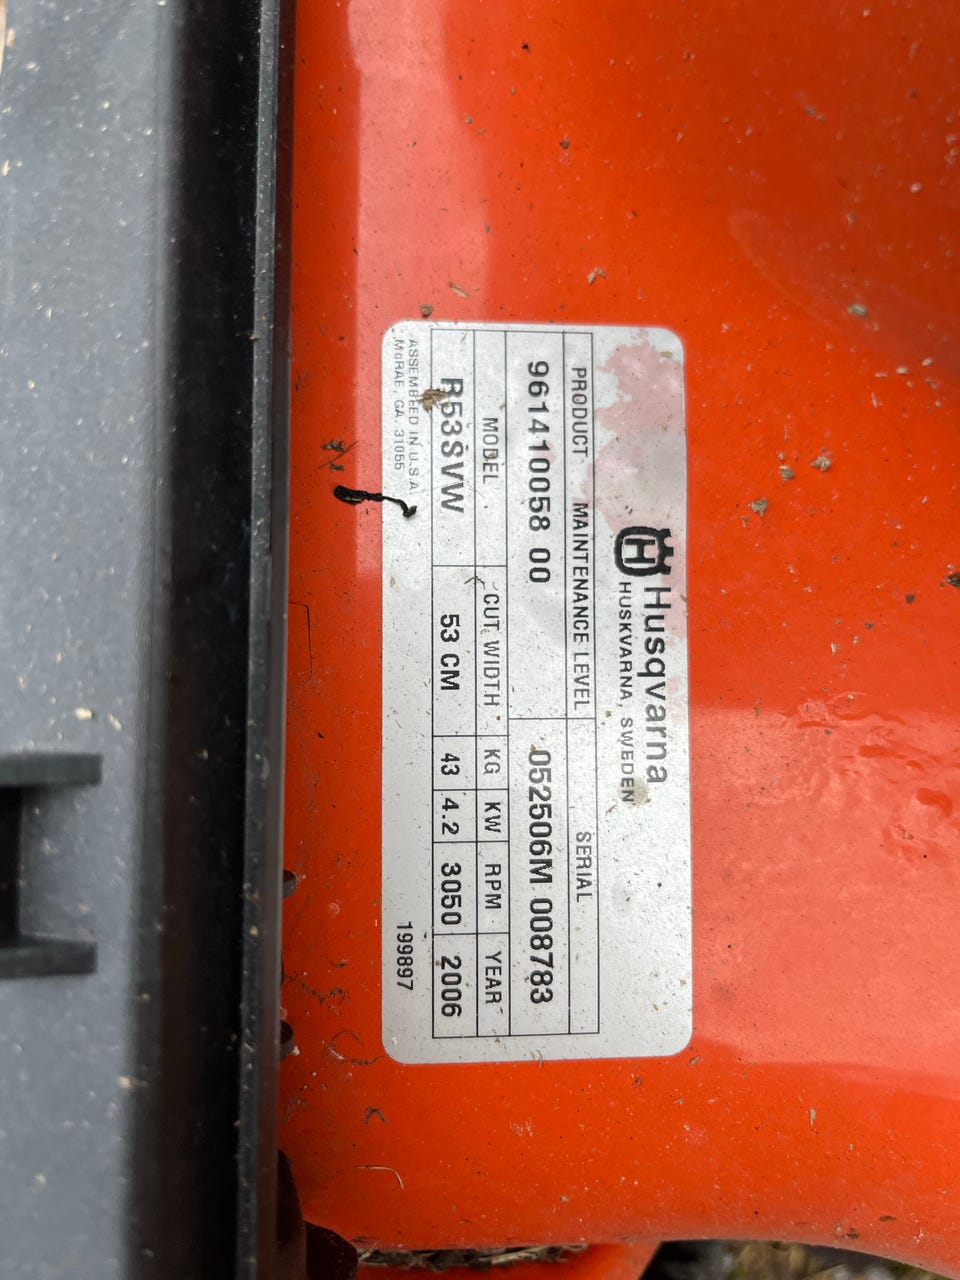 H Husqvarna
HUSKVARNA, SWEDEN
PRODUCT MAINTENANCE LEVEL SERIAL
961410058 00 052506M 008783
MODEL CUT WIDTH KG KW RPM YEAR
R53SVW 53 CM 43 4.2 3050 2006
ASSEMBLED IN U.S.A.
McRAE, GA. 31055
199897